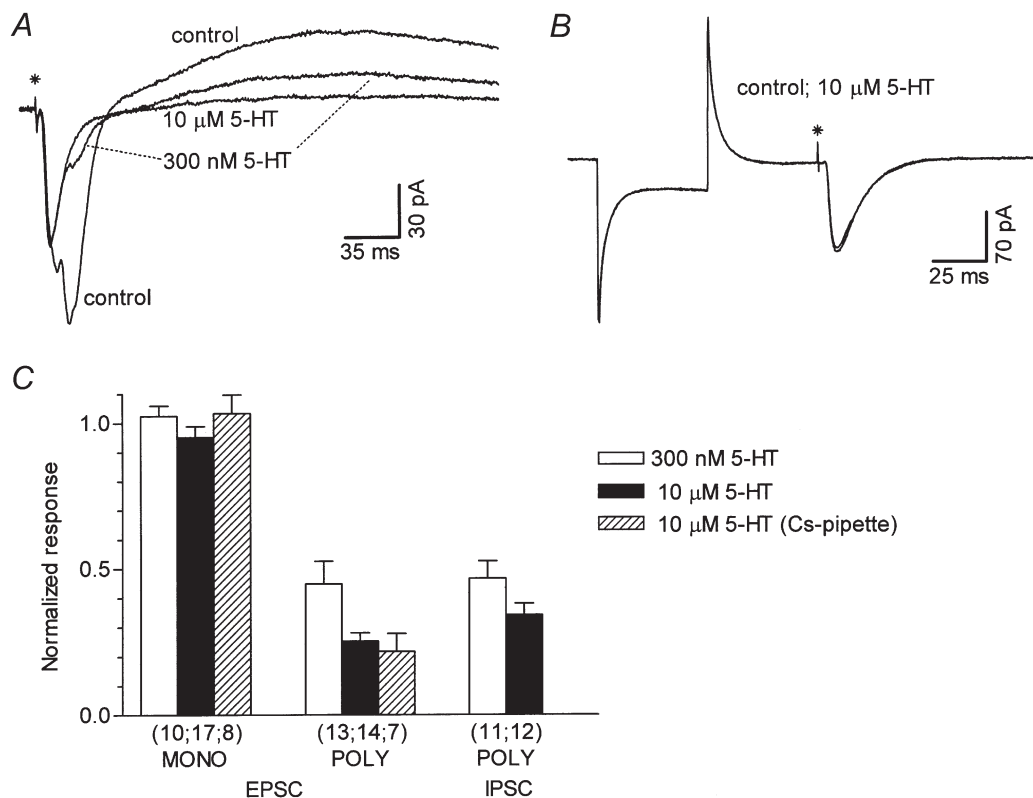 A
control
*
10 µM 5-HT
300 nM 5-HT
30 pA
35 ms
control
B
control; 10 µM 5-HT
*
70 pA
25 ms
C
Normalized response
1.0
0.5
0.0
300 nM 5-HT
10 µM 5-HT
10 µM 5-HT (Cs-pipette)
(10;17;8) (13;14;7) (11;12)
MONO POLY POLY
EPSC IPSC